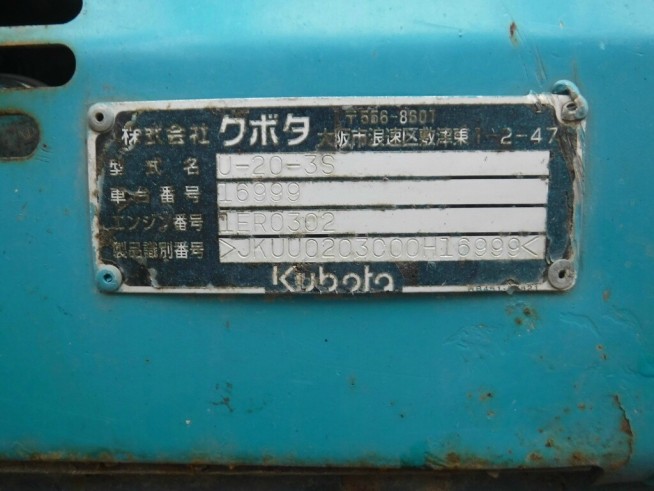 〒556-8601
株式会社 クボタ 大阪市浪速区敷津東1-2-47
型式名 U-20-3S
車台番号 16999
エンジン番号 1ER0302
製品識別番号 >JKUU0203000H16999<
Kubota